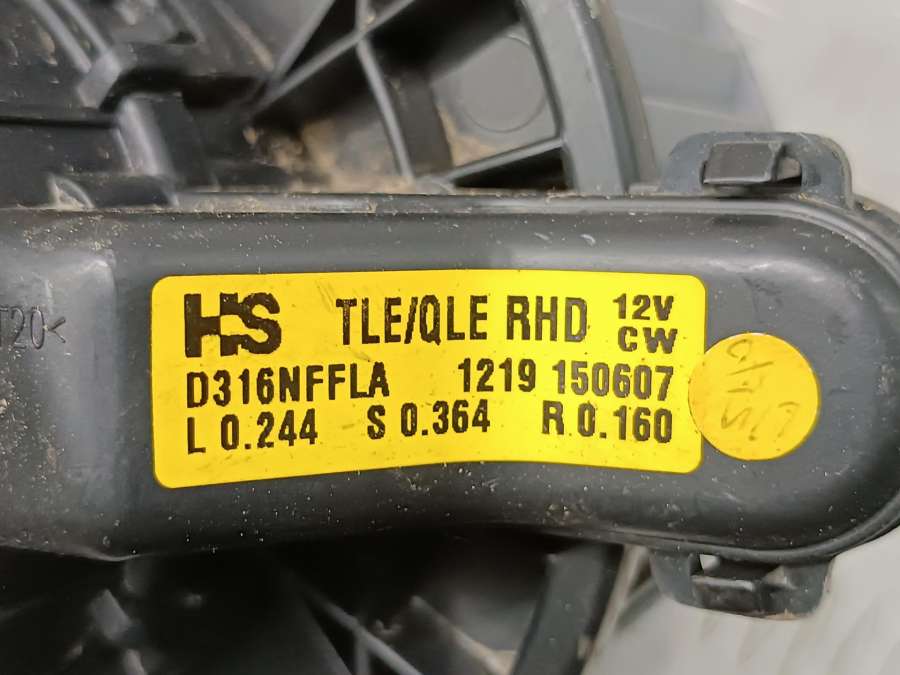 T20<
HS TLE/QLE RHD 12V
CW
D316NFFLA 1219 150607
L 0.244 S 0.364 R 0.160